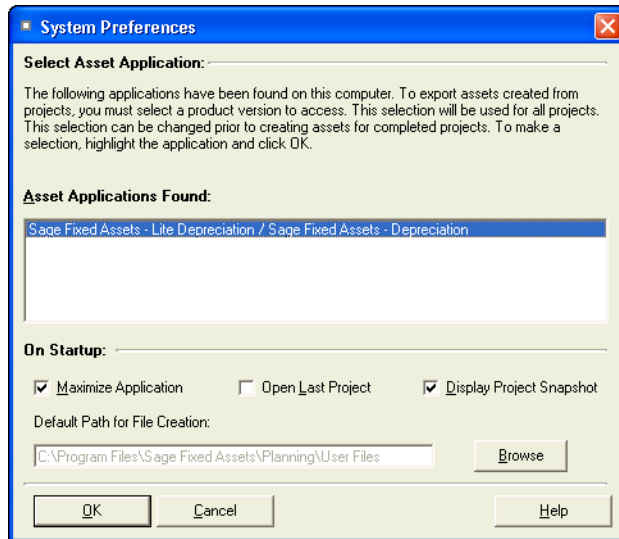 System Preferences
Select Asset Application:
The following applications have been found on this computer. To export assets created from
projects, you must select a product version to access. This selection will be used for all projects.
This selection can be changed prior to creating assets for completed projects. To make a
selection, highlight the application and click OK.
Asset Applications Found:
Sage Fixed Assets - Lite Depreciation / Sage Fixed Assets - Depreciation
On Startup:
Maximize Application Open Last Project Display Project Snapshot
Default Path for File Creation:
C:\Program Files\Sage Fixed Assets\Planning\User Files Browse
OK Cancel Help